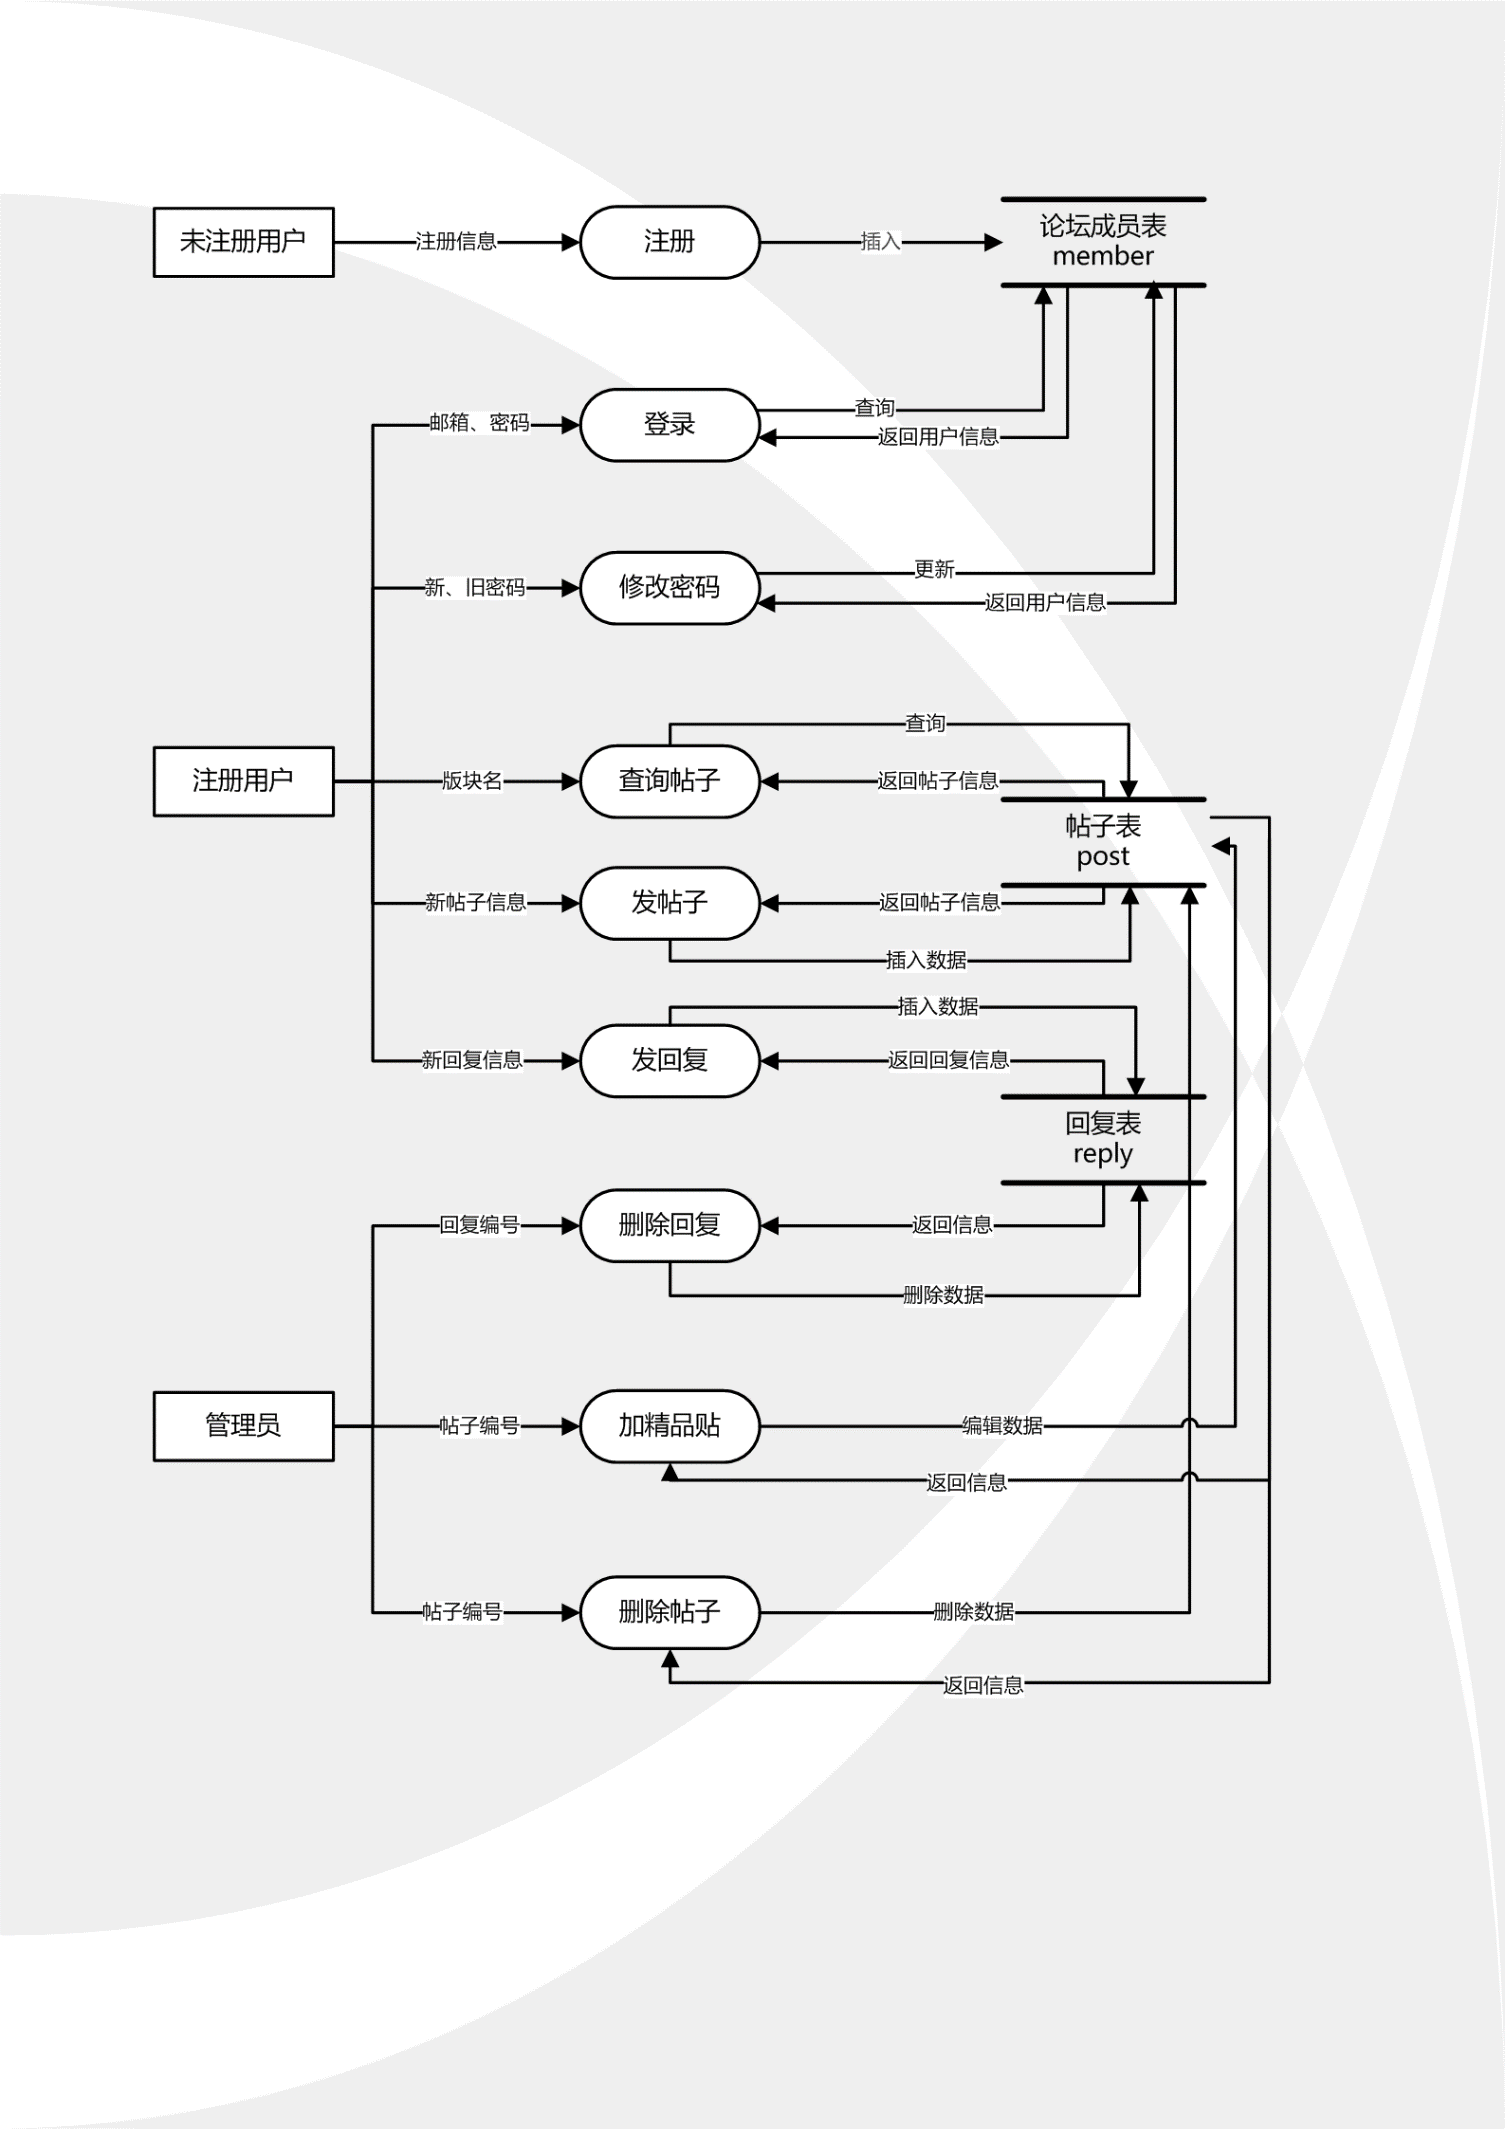 未注册用户
注册信息
注册
插入
论坛成员表
member
邮箱、密码
登录
查询
返回用户信息
新、旧密码
修改密码
更新
返回用户信息
查询
注册用户
版块名
查询帖子
返回帖子信息
帖子表
post
新帖子信息
发帖子
返回帖子信息
插入数据
插入数据
新回复信息
发回复
返回回复信息
回复表
reply
回复编号
删除回复
返回信息
删除数据
管理员
帖子编号
加精品贴
编辑数据
返回信息
帖子编号
删除帖子
删除数据
返回信息